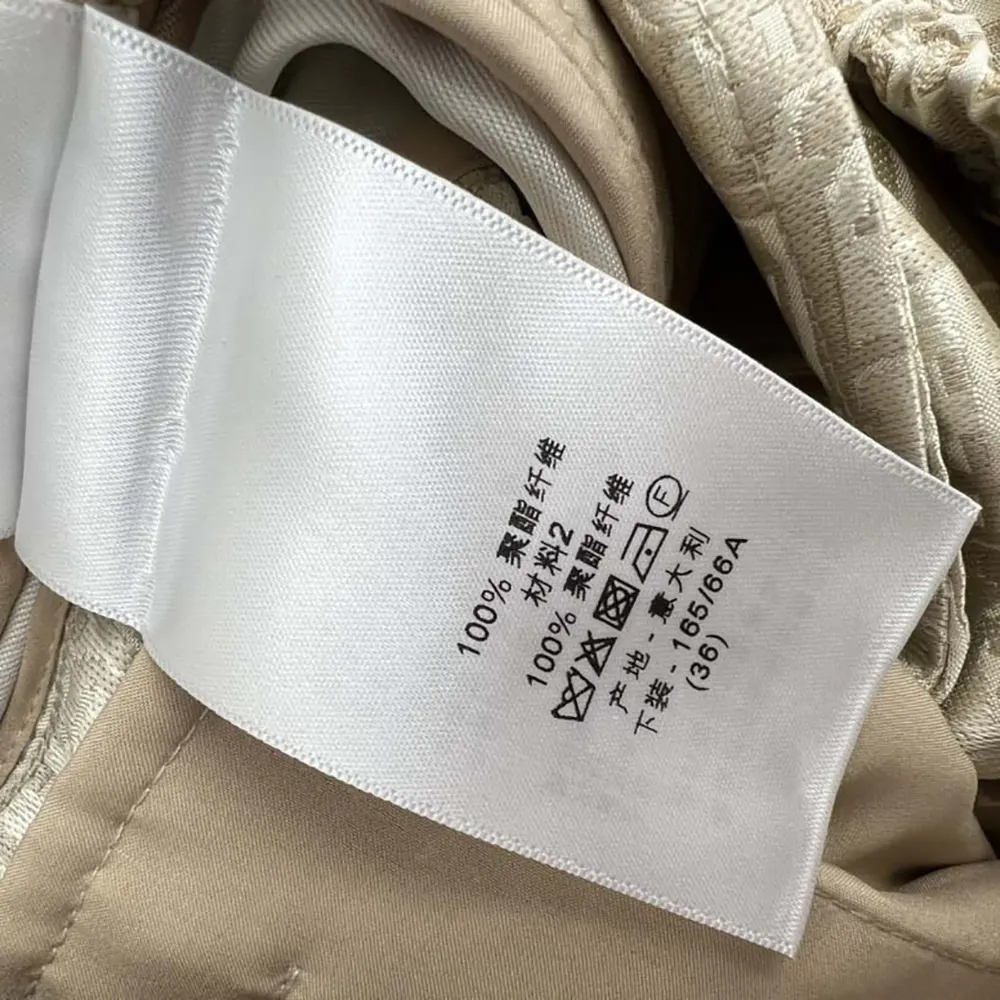 100% 聚酯纤维
材料2
100% 聚酯纤维
F
产地 - 意大利
下装 - 165/66A
(36)